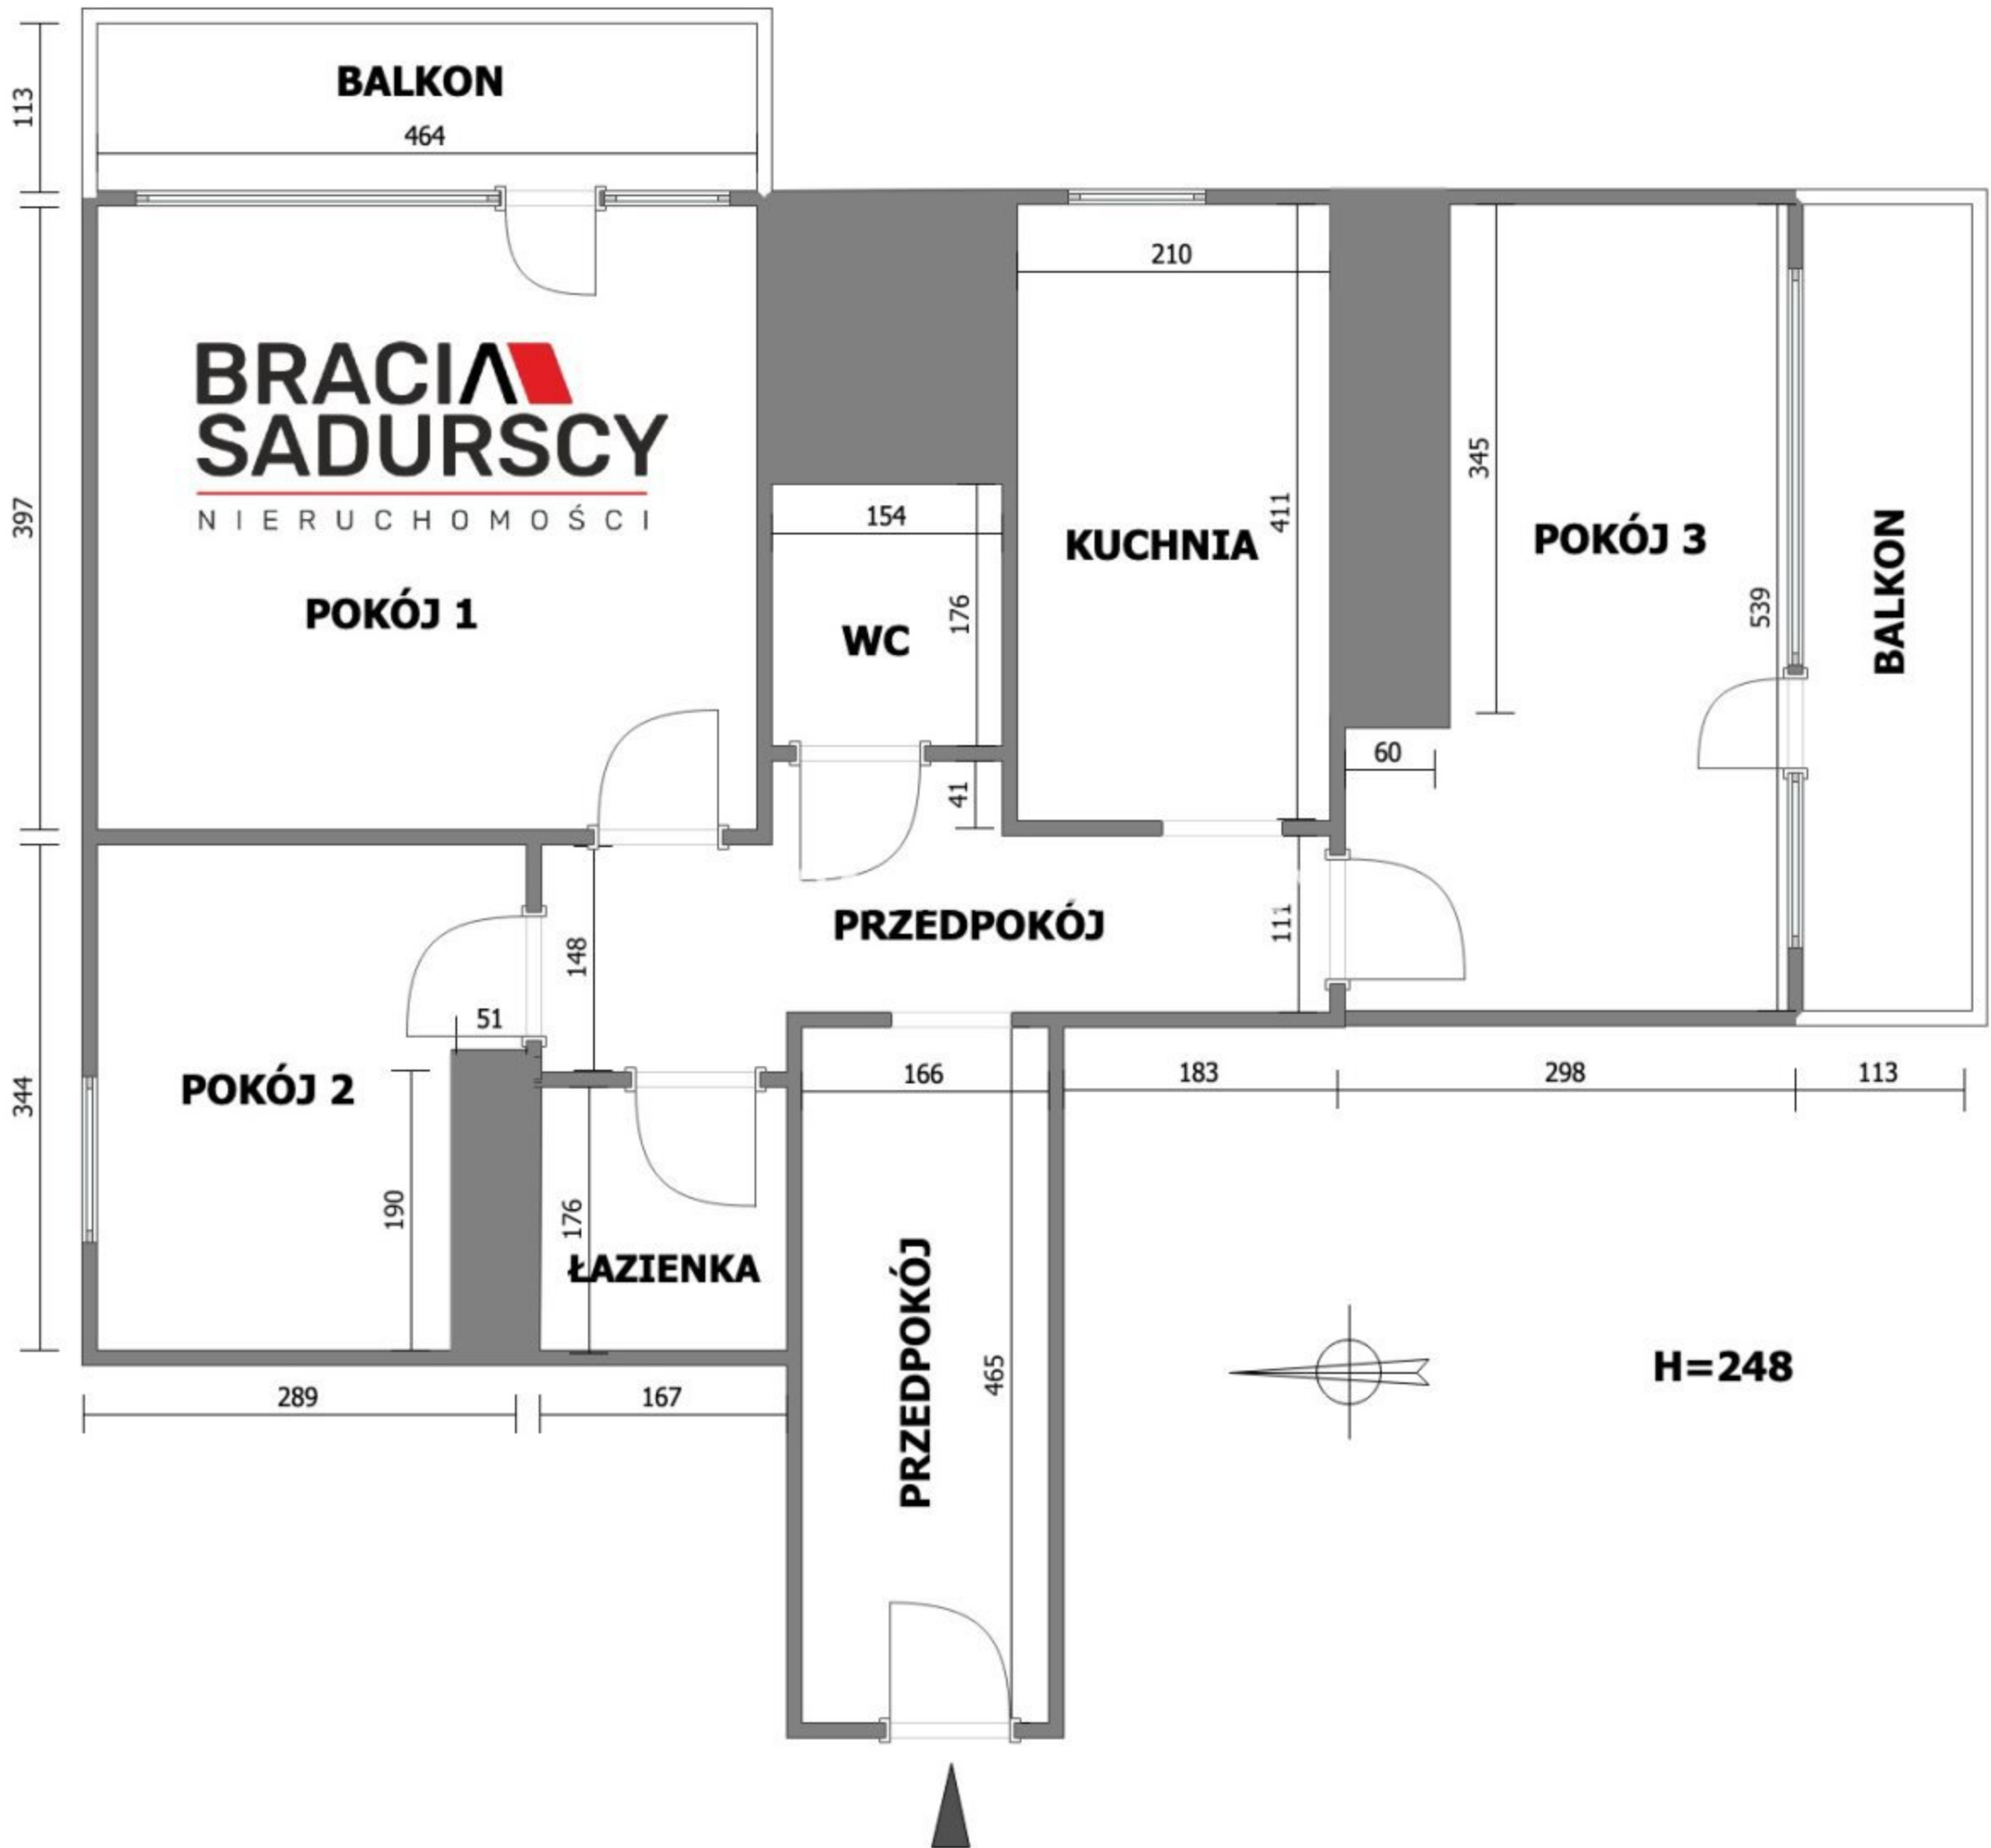 BALKON
113
464
BRACIA
SADURSCY
NIERUCHOMOŚCI
397
POKÓJ 1
154
176
WC
41
210
411
KUCHNIA
345
POKÓJ 3
539
60
BALKON
PRZEDPOKÓJ
148
111
51
POKÓJ 2
344
190
176
ŁAZIENKA
166
183
298
113
289
167
PRZEDPOKÓJ
465
H=248